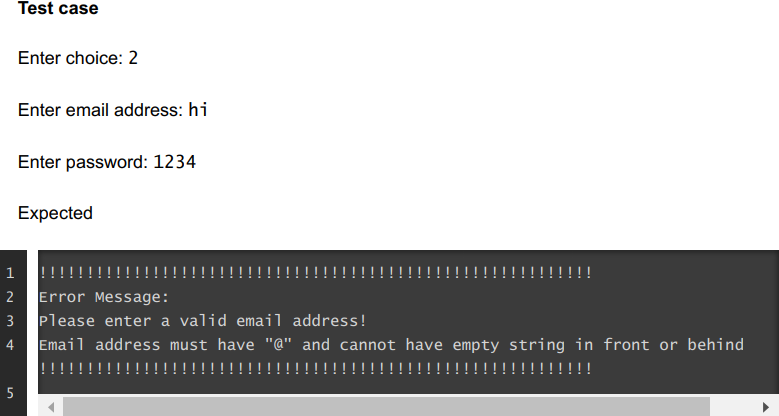 Test case
Enter choice: 2
Enter email address: hi
Enter password: 1234
Expected
1 !!!!!!!!!!!!!!!!!!!!!!!!!!!!!!!!!!!!!!!!!!!!!!!!!!!!!!!!!!!
2 Error Message:
3 Please enter a valid email address!
4 Email address must have "@" and cannot have empty string in front or behind
!!!!!!!!!!!!!!!!!!!!!!!!!!!!!!!!!!!!!!!!!!!!!!!!!!!!!!!!!!!
5